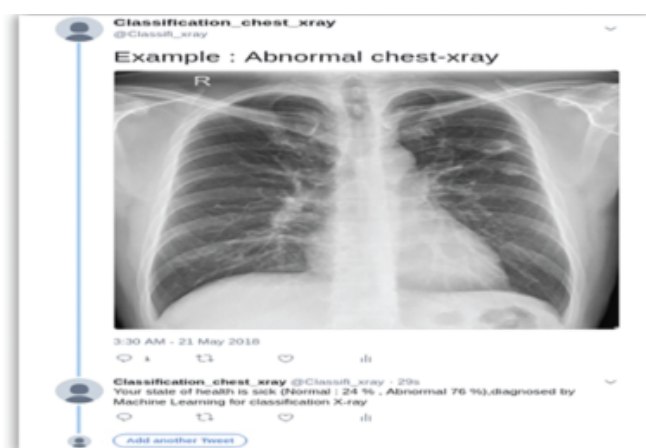 Classification_chest_xray
@Classifi_xray
Example : Abnormal chest-xray
R
3:30 AM - 21 May 2018
1
Classification_chest_xray @Classifi_xray · 29s
Your state of health is sick (Normal : 24 % , Abnormal 76 %),diagnosed by
Machine Learning for classification X-ray
Add another Tweet